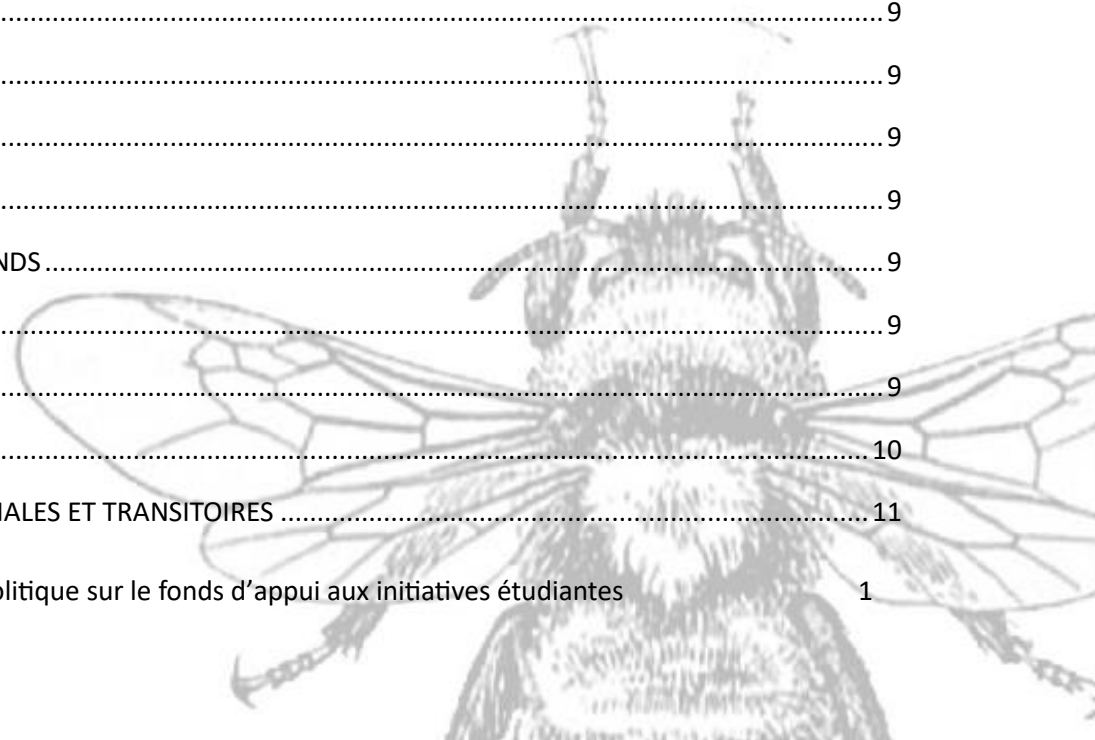 ........ 9
........ 9
........ 9
........ 9
NDS ........ 9
........ 9
........ 9
........ 10
IALES ET TRANSITOIRES ........ 11
olitique sur le fonds d’appui aux initiatives étudiantes 1